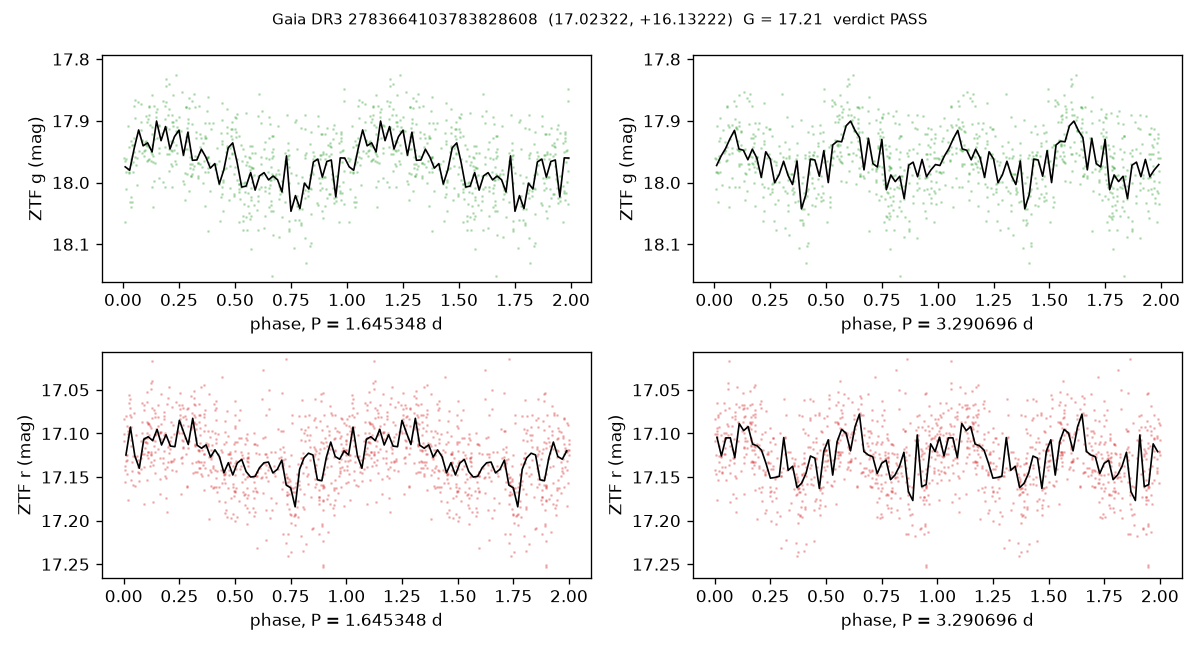 Gaia DR3 2783664103783828608 (17.02322, +16.13222) G = 17.21 verdict PASS
ZTF g (mag)
17.8
17.9
18.0
18.1
0.00 0.25 0.50 0.75 1.00 1.25 1.50 1.75 2.00
phase, P = 1.645348 d
ZTF g (mag)
17.8
17.9
18.0
18.1
0.00 0.25 0.50 0.75 1.00 1.25 1.50 1.75 2.00
phase, P = 3.290696 d
ZTF r (mag)
17.05
17.10
17.15
17.20
17.25
0.00 0.25 0.50 0.75 1.00 1.25 1.50 1.75 2.00
phase, P = 1.645348 d
ZTF r (mag)
17.05
17.10
17.15
17.20
17.25
0.00 0.25 0.50 0.75 1.00 1.25 1.50 1.75 2.00
phase, P = 3.290696 d